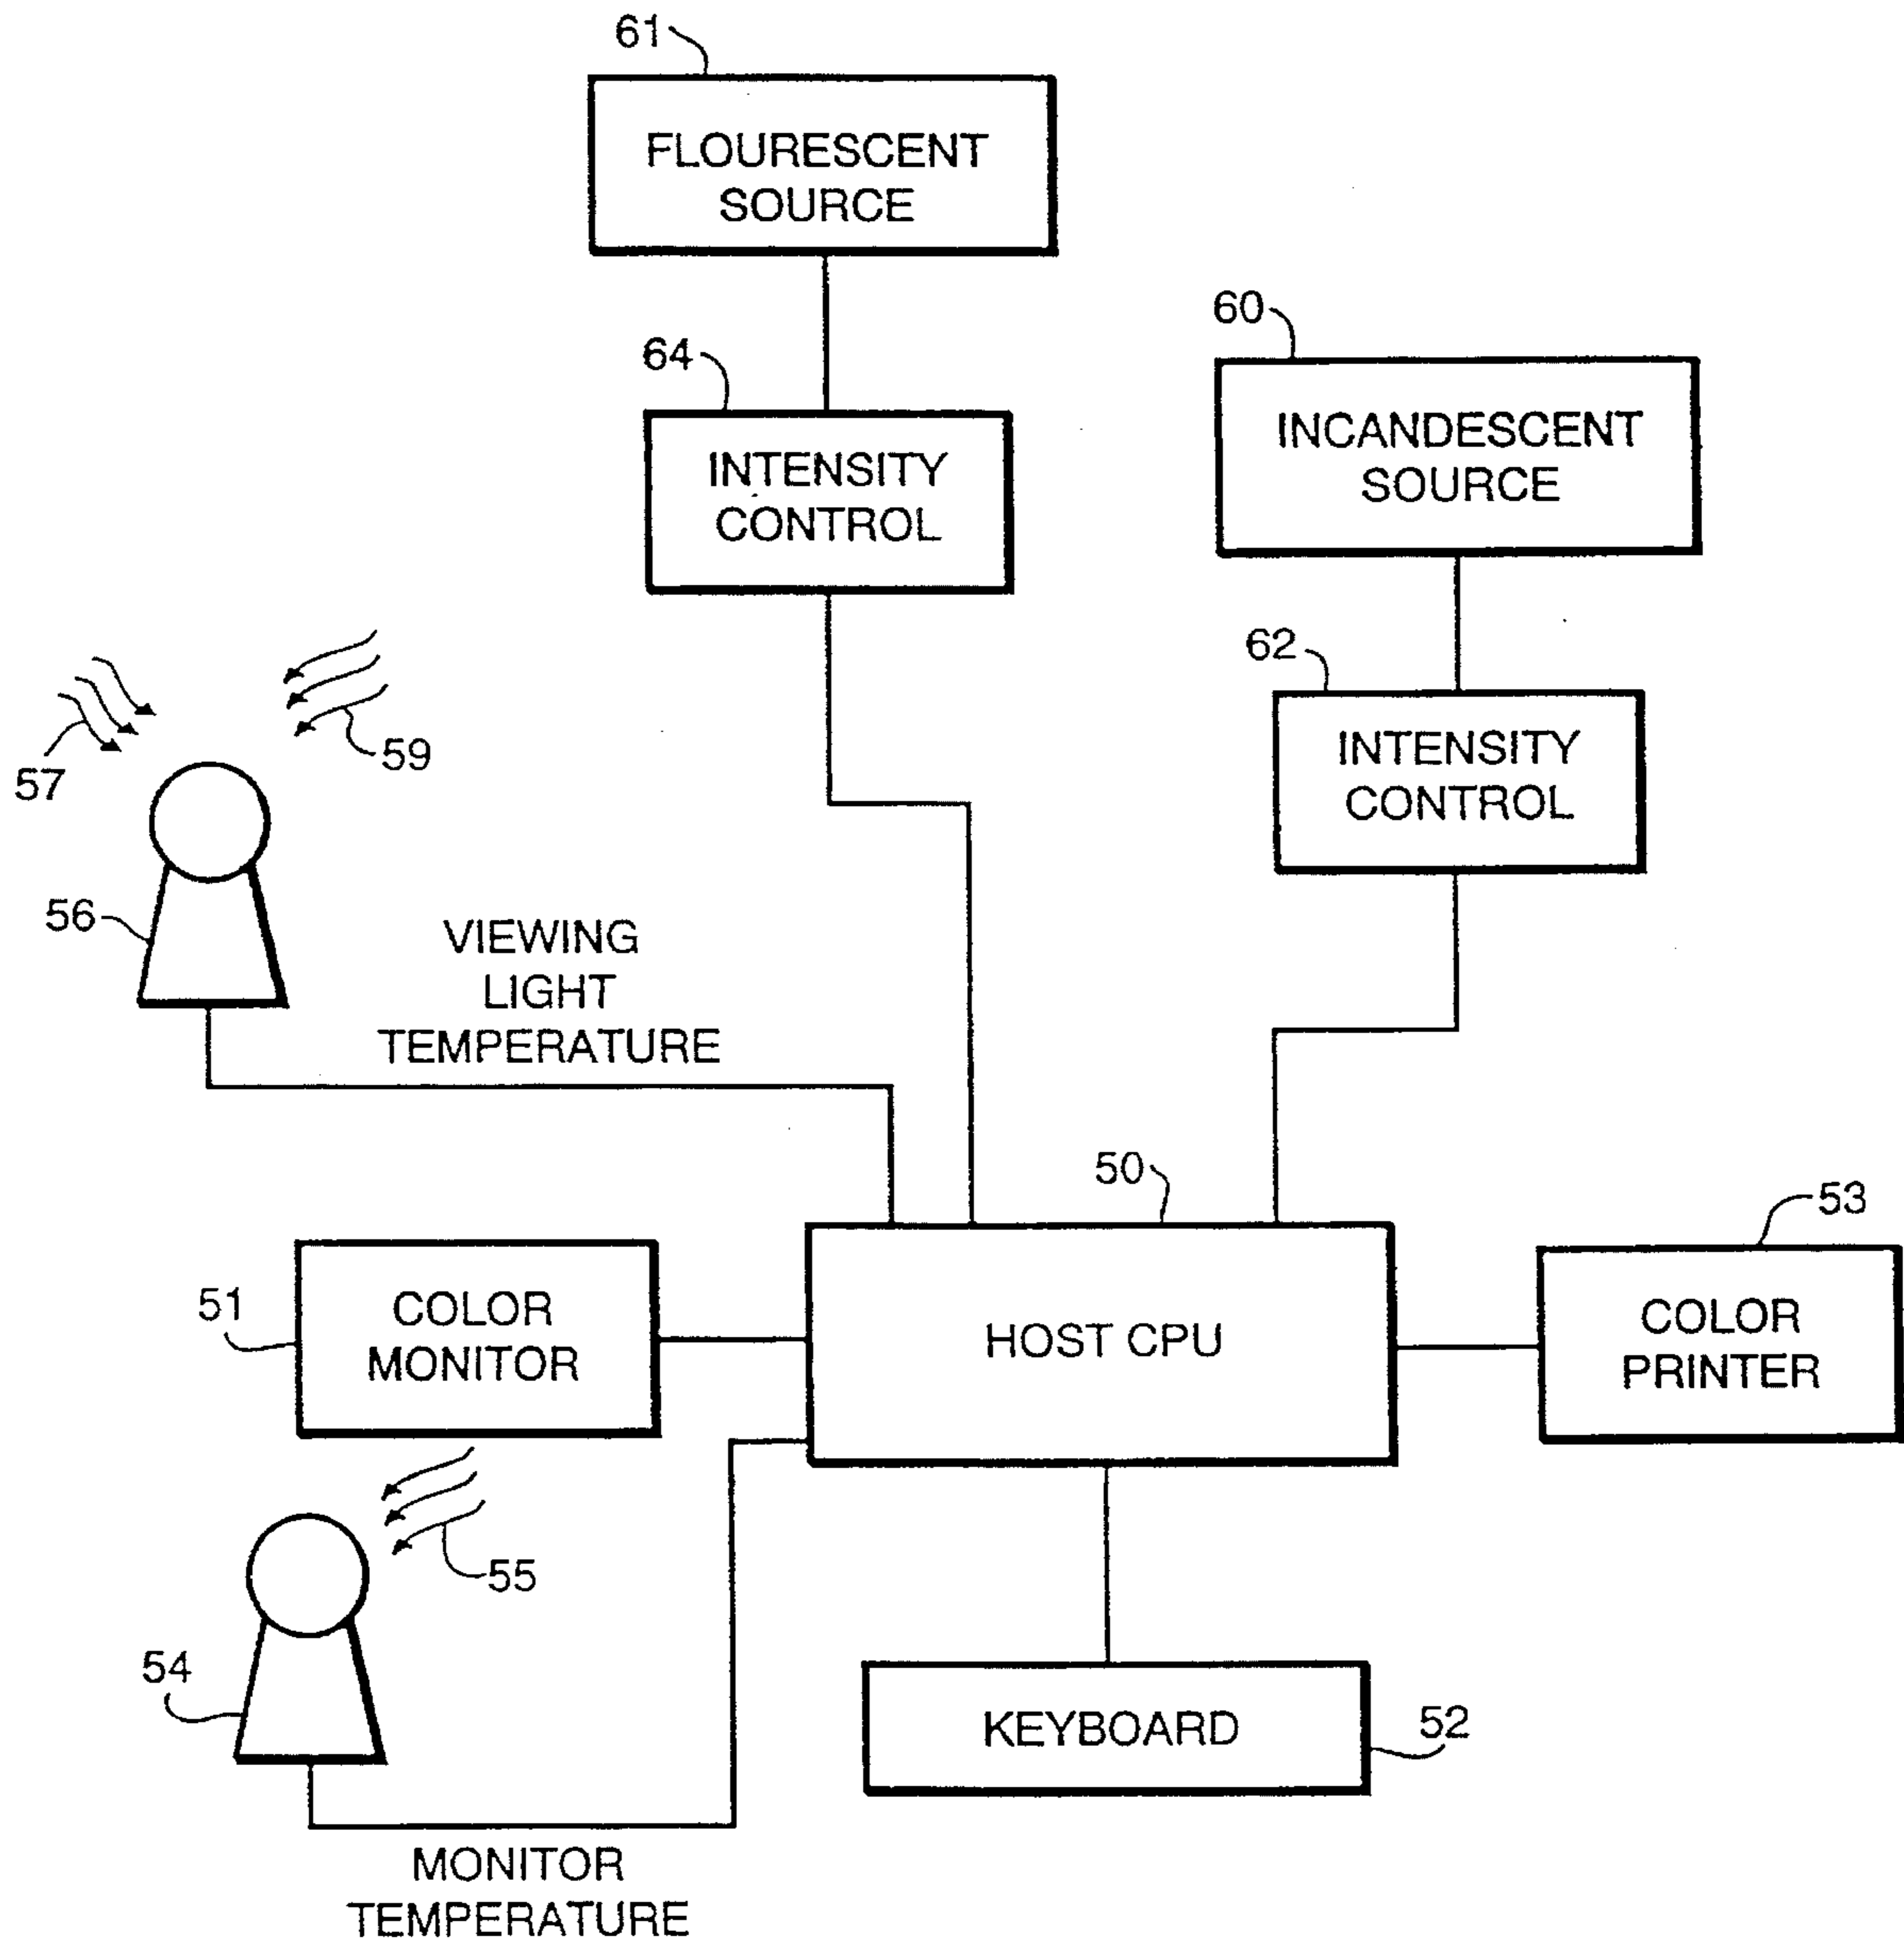 61
FLOURESCENT
SOURCE
60
64
INCANDESCENT
SOURCE
INTENSITY
CONTROL
62
INTENSITY
CONTROL
57
59
56
VIEWING
LIGHT
TEMPERATURE
50
53
51
COLOR
MONITOR
HOST CPU
COLOR
PRINTER
55
54
KEYBOARD
52
MONITOR
TEMPERATURE